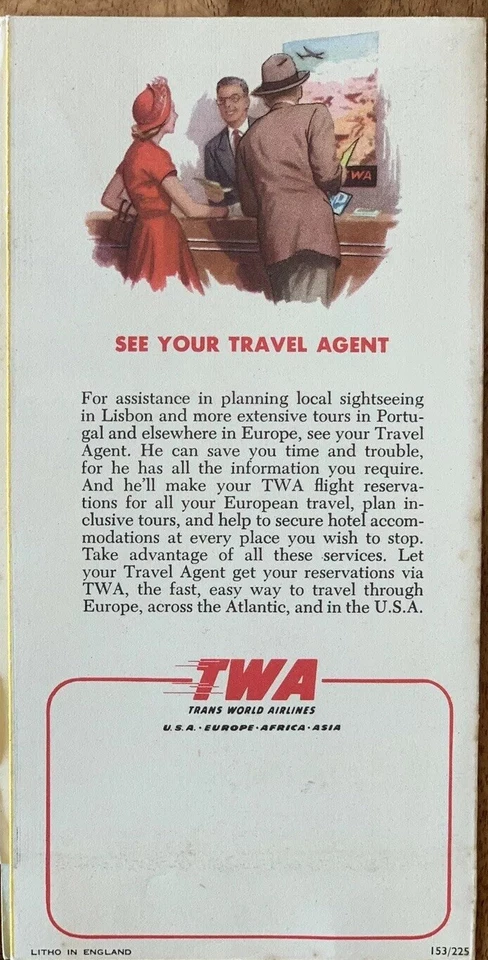 TWA
SEE YOUR TRAVEL AGENT
For assistance in planning local sightseeing
in Lisbon and more extensive tours in Portu-
gal and elsewhere in Europe, see your Travel
Agent. He can save you time and trouble,
for he has all the information you require.
And he'll make your TWA flight reserva-
tions for all your European travel, plan in-
clusive tours, and help to secure hotel accom-
modations at every place you wish to stop.
Take advantage of all these services. Let
your Travel Agent get your reservations via
TWA, the fast, easy way to travel through
Europe, across the Atlantic, and in the U.S.A.
TWA
TRANS WORLD AIRLINES
U.S.A.·EUROPE·AFRICA·ASIA
LITHO IN ENGLAND
153/225